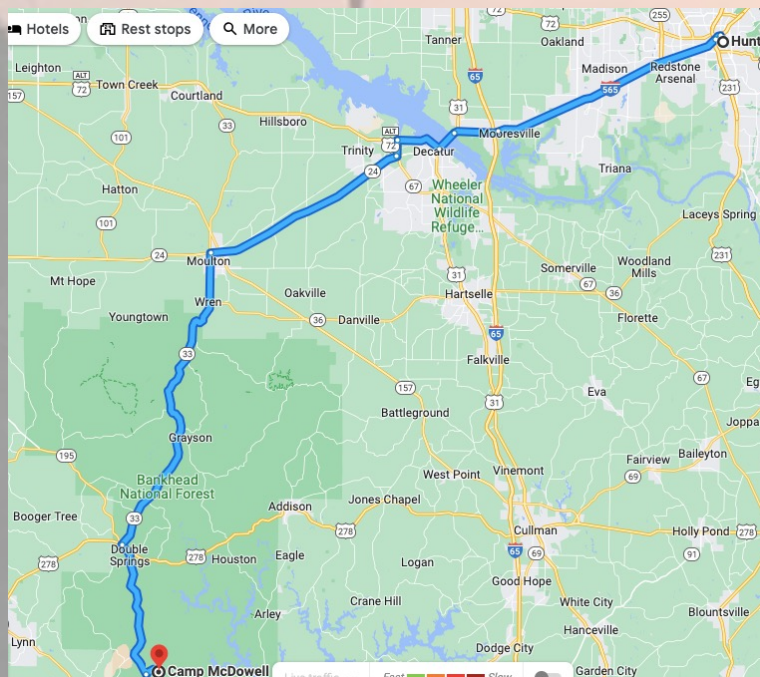 Hotels
Rest stops
More
255
72
72
Tanner
Oakland
Hunt
Leighton
ALT
72
Town Creek
65
Madison
Redstone
Arsenal
157
Courtland
31
565
231
33
Hillsboro
ALT
72
Mooresville
101
Trinity
Decatur
24
Triana
Hatton
67
Wheeler
National
Wildlife
Refuge...
101
Laceys Spring
24
Moulton
231
Mt Hope
31
Somerville
Woodland
Mills
67
36
Wren
Oakville
Hartselle
Youngtown
36
Danville
Florette
65
33
Falkville
67
157
Eva
Eg
31
Battleground
Joppa
Grayson
195
Fairview
Baileyton
Bankhead
National Forest
West Point
Vinemont
69
Booger Tree
33
Addison
Jones Chapel
278
Cullman
Holly Pond
278
Double
Springs
278
Houston
Eagle
65
69
91
278
Logan
Good Hope
Crane Hill
White City
Blountsville
Arley
Hanceville
Lynn
Dodge City
Camp McDowell
Live traffic
Fast
Slow
Garden City